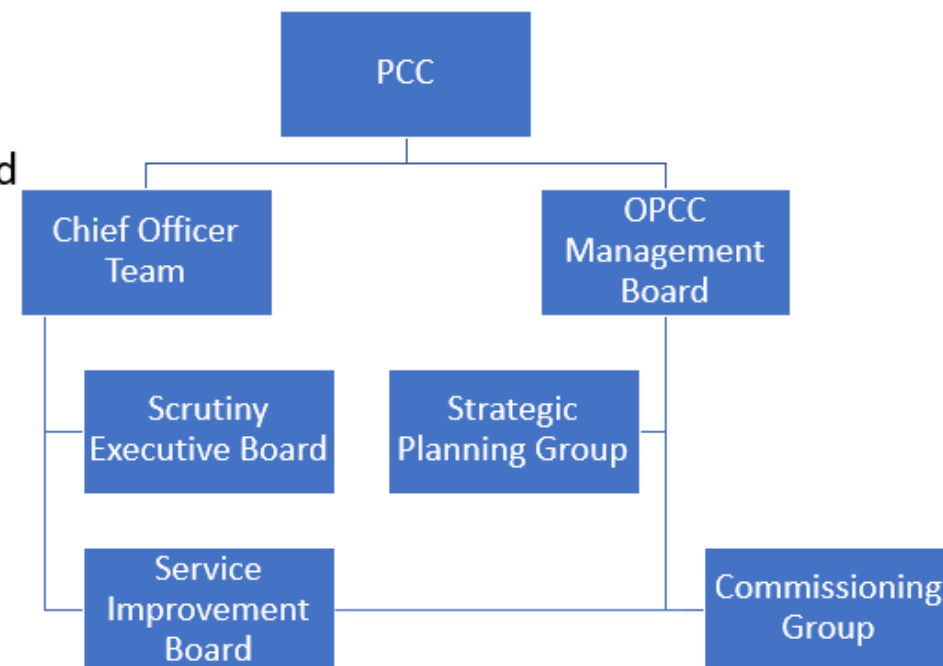 PCC
d
Chief Officer
Team
OPCC
Management
Board
Scrutiny
Executive Board
Strategic
Planning Group
Service
Improvement
Board
Commissioning
Group